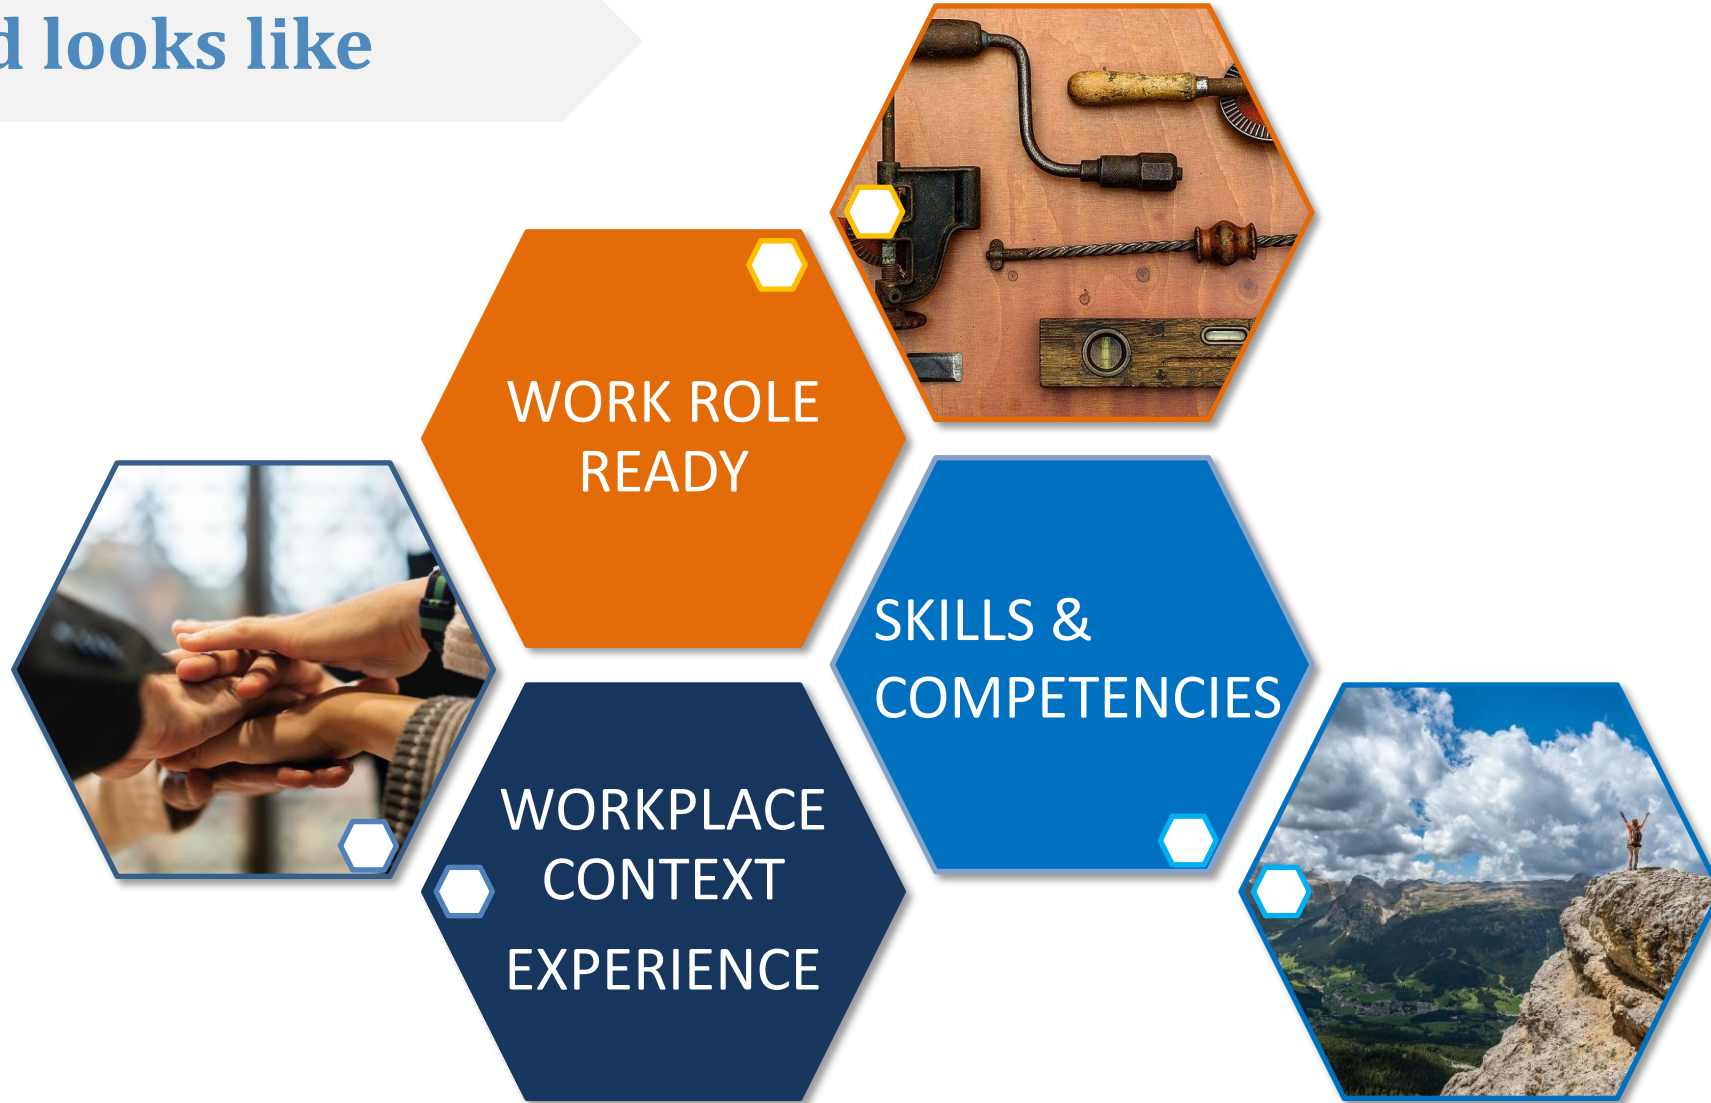 d looks like
WORK ROLE
READY
SKILLS &
COMPETENCIES
WORKPLACE
CONTEXT
EXPERIENCE